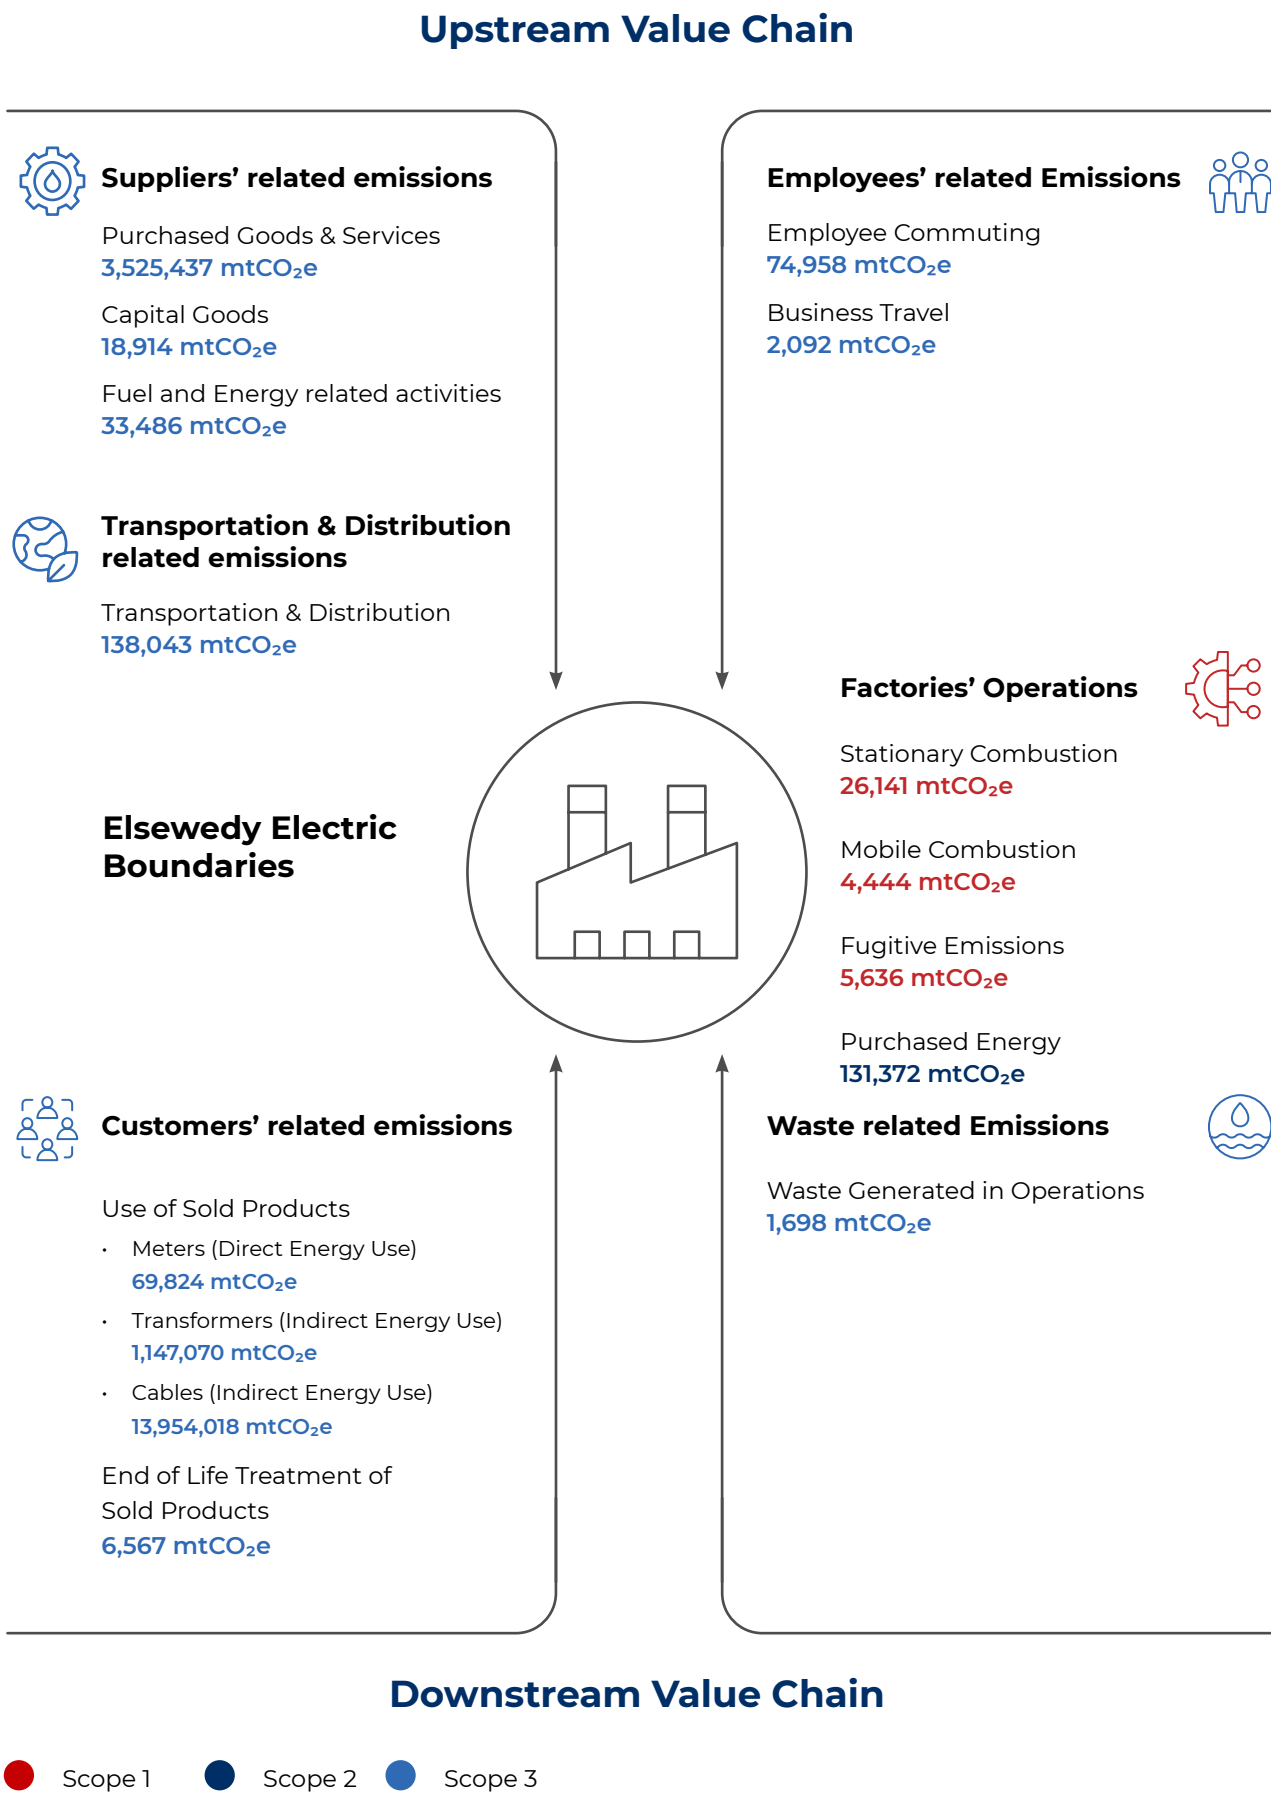 Upstream Value Chain
Suppliers’ related emissions
Purchased Goods & Services
3,525,437 mtCO₂e
Capital Goods
18,914 mtCO₂e
Fuel and Energy related activities
33,486 mtCO₂e
Transportation & Distribution
related emissions
Transportation & Distribution
138,043 mtCO₂e
Employees’ related Emissions
Employee Commuting
74,958 mtCO₂e
Business Travel
2,092 mtCO₂e
Elsewedy Electric
Boundaries
Factories’ Operations
Stationary Combustion
26,141 mtCO₂e
Mobile Combustion
4,444 mtCO₂e
Fugitive Emissions
5,636 mtCO₂e
Purchased Energy
131,372 mtCO₂e
Customers’ related emissions
Use of Sold Products
• Meters (Direct Energy Use)
69,824 mtCO₂e
• Transformers (Indirect Energy Use)
1,147,070 mtCO₂e
• Cables (Indirect Energy Use)
13,954,018 mtCO₂e
End of Life Treatment of
Sold Products
6,567 mtCO₂e
Waste related Emissions
Waste Generated in Operations
1,698 mtCO₂e
Downstream Value Chain
Scope 1 Scope 2 Scope 3